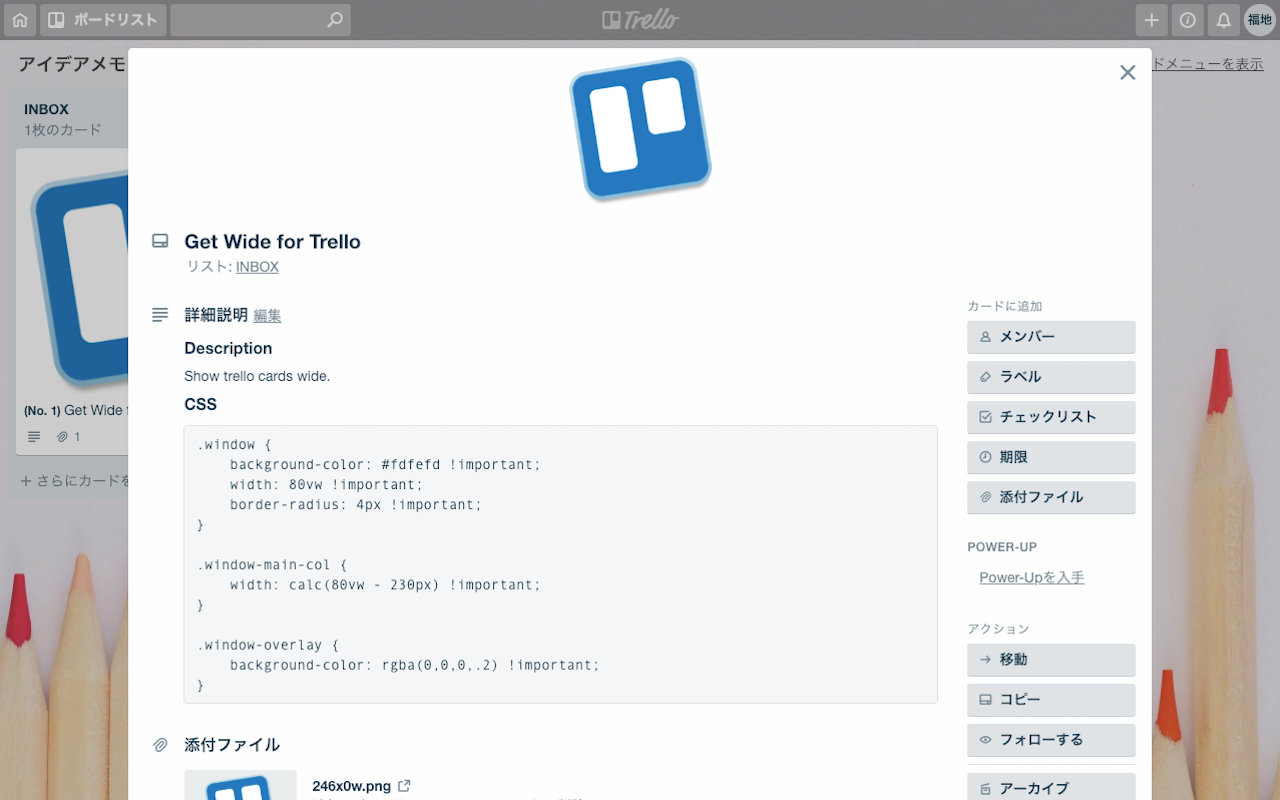 ボードリスト
Trello
福地
アイデアメモ
ドメニューを表示
INBOX
1枚のカード
(No. 1) Get Wide
1
+ さらにカードを
Get Wide for Trello
リスト: INBOX
詳細説明 編集
Description
Show trello cards wide.
CSS
.window {
    background-color: #fdfefd !important;
    width: 80vw !important;
    border-radius: 4px !important;
}
.window-main-col {
    width: calc(80vw - 230px) !important;
}
.window-overlay {
    background-color: rgba(0,0,0,.2) !important;
}
添付ファイル
246x0w.png
カードに追加
メンバー
ラベル
チェックリスト
期限
添付ファイル
POWER-UP
Power-Upを入手
アクション
移動
コピー
フォローする
アーカイブ